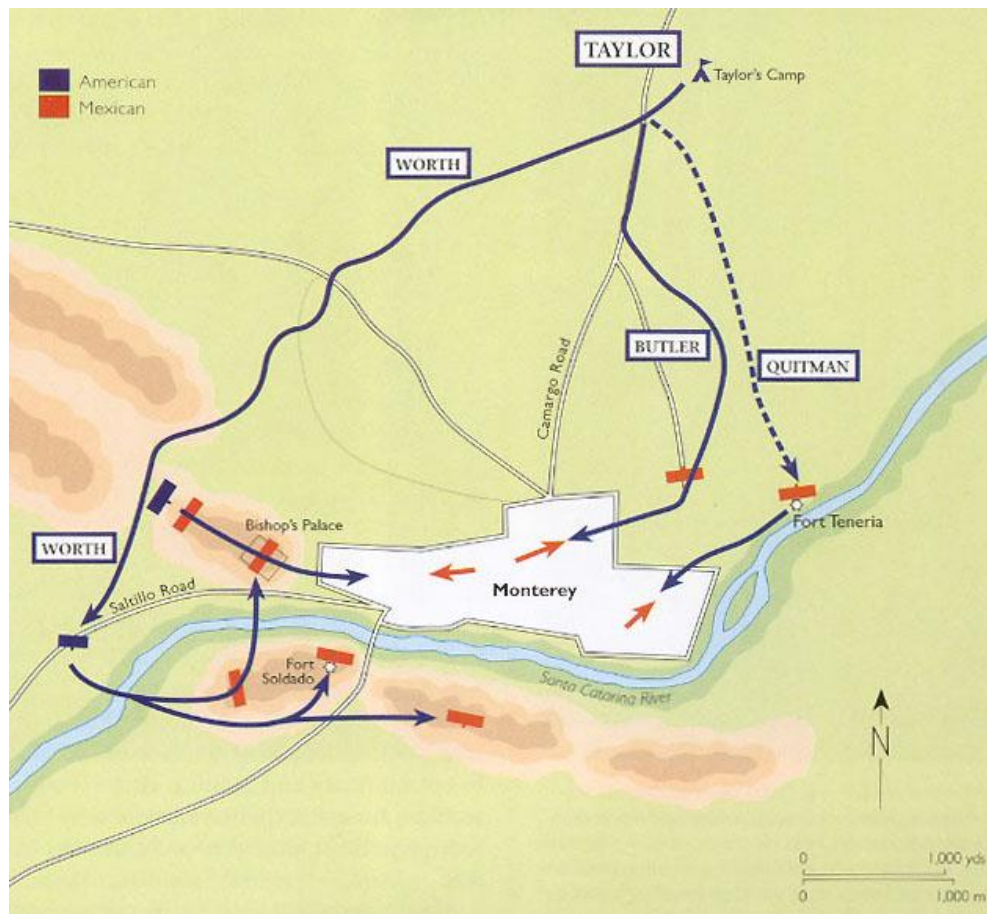 TAYLOR
Taylor's Camp
American
Mexican
WORTH
Camargo Road
BUTLER
QUITMAN
Bishop's Palace
Fort Teneria
WORTH
Saltillo Road
Monterey
Fort
Soldado
Santa Catarina River
N
0 1,000 yds
0 1,000 m